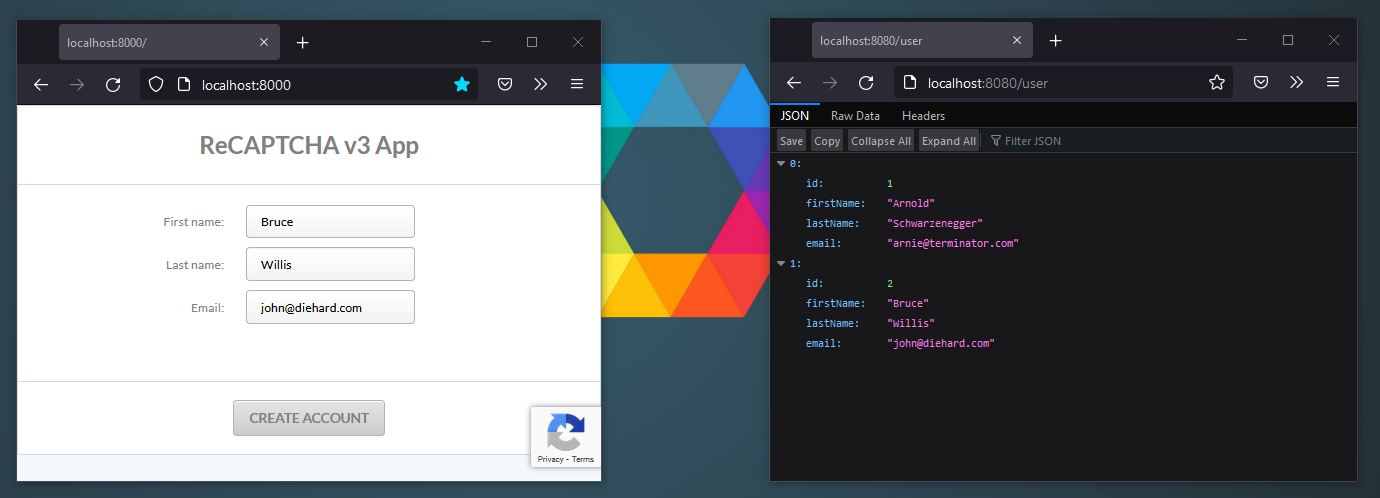 localhost:8000/
localhost:8000
ReCAPTCHA v3 App
First name: Bruce
Last name: Willis
Email: john@diehard.com
CREATE ACCOUNT
Privacy - Terms
localhost:8080/user
localhost:8080/user
JSON Raw Data Headers
Save Copy Collapse All Expand All Filter JSON
0:
id: 1
firstName: "Arnold"
lastName: "Schwarzenegger"
email: "arnie@terminator.com"
1:
id: 2
firstName: "Bruce"
lastName: "Willis"
email: "john@diehard.com"